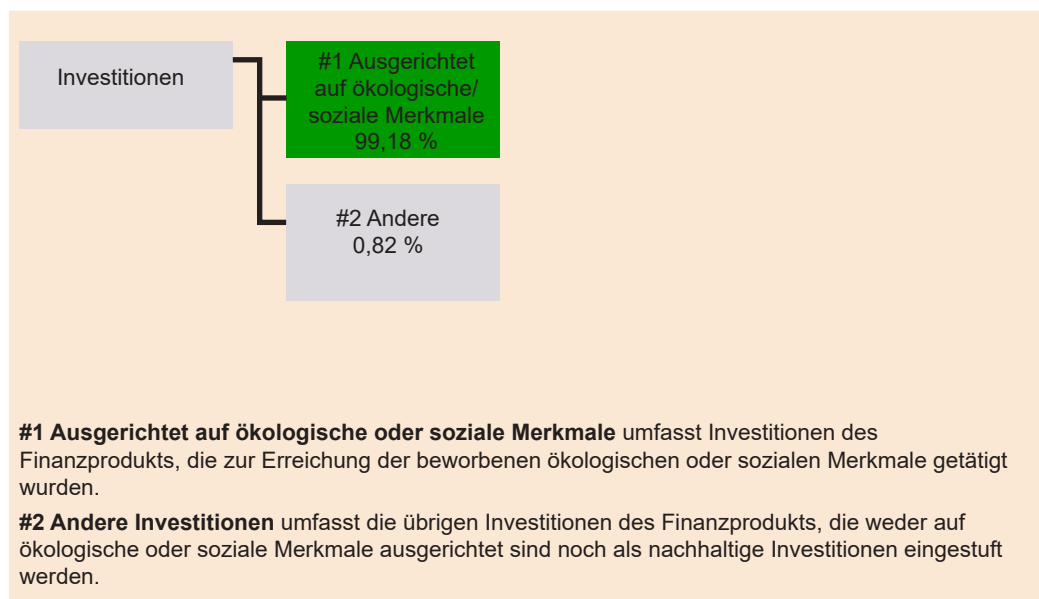 Investitionen
#1 Ausgerichtet
auf ökologische/
soziale Merkmale
99,18 %
#2 Andere
0,82 %
#1 Ausgerichtet auf ökologische oder soziale Merkmale umfasst Investitionen des
Finanzprodukts, die zur Erreichung der beworbenen ökologischen oder sozialen Merkmale getätigt
wurden.
#2 Andere Investitionen umfasst die übrigen Investitionen des Finanzprodukts, die weder auf
ökologische oder soziale Merkmale ausgerichtet sind noch als nachhaltige Investitionen eingestuft
werden.